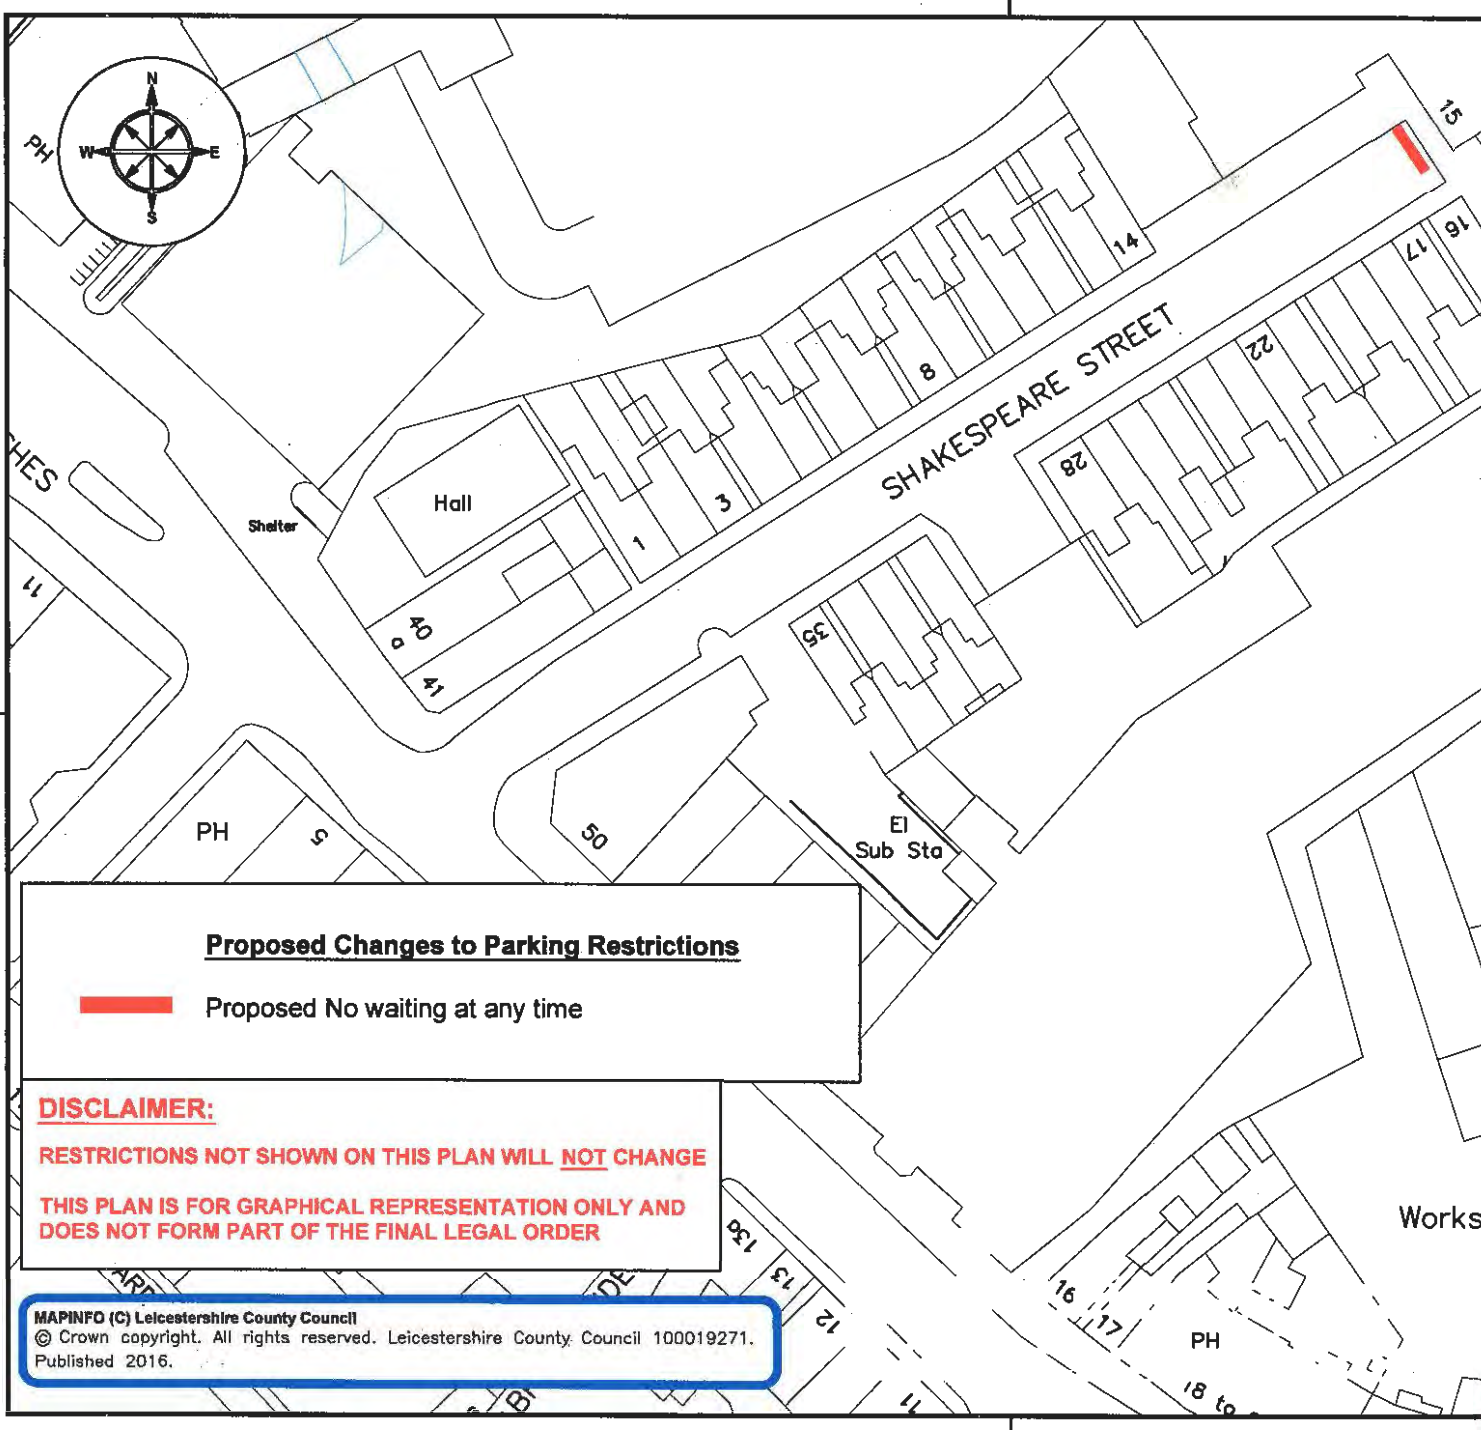 N
W E
S
PH
15
16
17
14
22
8
SHAKESPEARE STREET
28
3
1
Hall
Shelter
HES
11
35
40
a
41
PH
5
50
El
Sub Sta
Proposed Changes to Parking Restrictions
Proposed No waiting at any time
DISCLAIMER:
RESTRICTIONS NOT SHOWN ON THIS PLAN WILL NOT CHANGE
THIS PLAN IS FOR GRAPHICAL REPRESENTATION ONLY AND
DOES NOT FORM PART OF THE FINAL LEGAL ORDER
13a
13
12
11
Works
16
17
PH
18 to
MAPINFO (C) Leicestershire County Council
© Crown copyright. All rights reserved. Leicestershire County Council 100019271.
Published 2016.